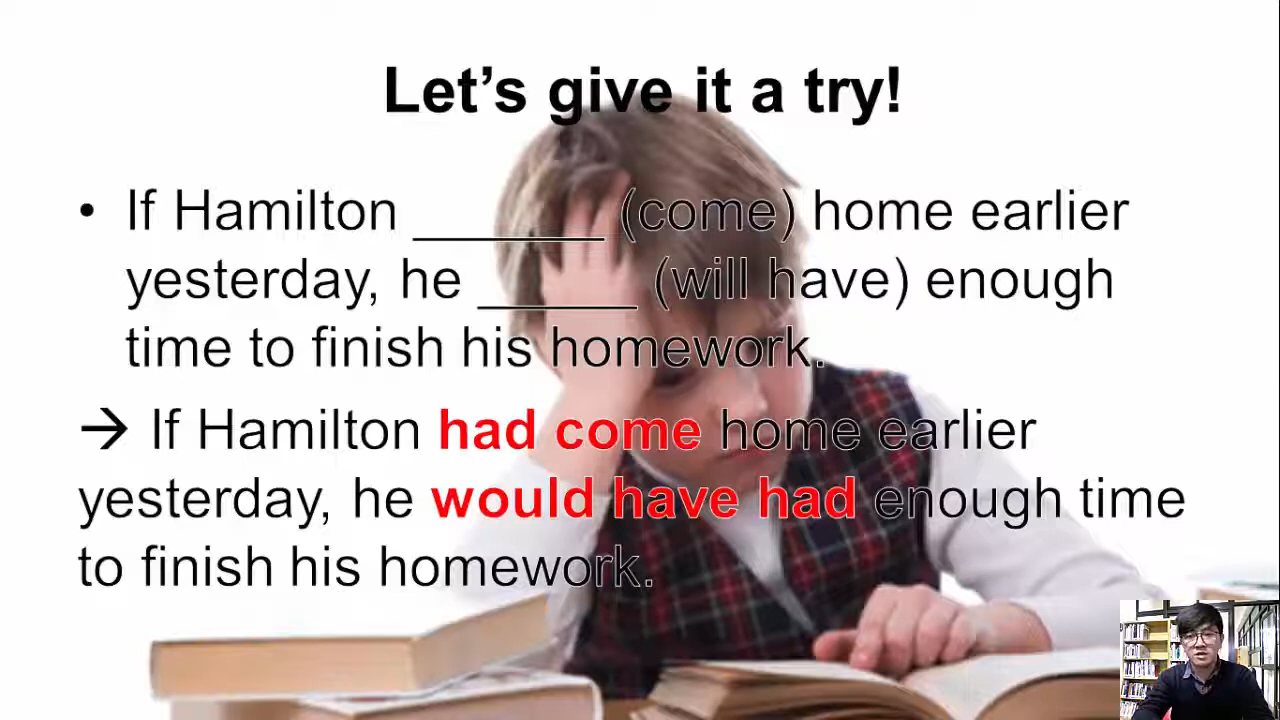 Let’s give it a try!
• If Hamilton _______ (come) home earlier
yesterday, he ______ (will have) enough
time to finish his homework.
→ If Hamilton had come home earlier
yesterday, he would have had enough time
to finish his homework.